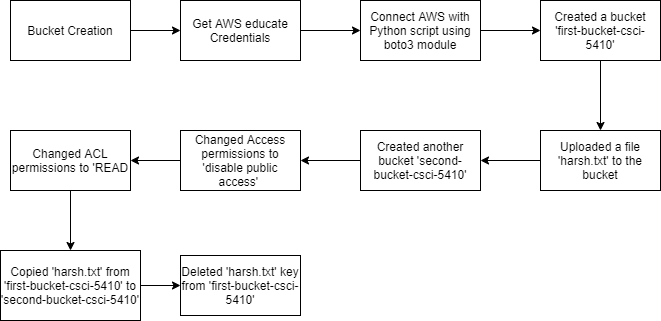 Bucket Creation
Get AWS educate
Credentials
Connect AWS with
Python script using
boto3 module
Created a bucket
'first-bucket-csci-
5410'
Uploaded a file
'harsh.txt' to the
bucket
Created another
bucket 'second-
bucket-csci-5410'
Changed Access
permissions to
'disable public
access'
Changed ACL
permissions to 'READ
Copied 'harsh.txt' from
'first-bucket-csci-5410' to
'second-bucket-csci-5410'
Deleted 'harsh.txt' key
from 'first-bucket-csci-
5410'